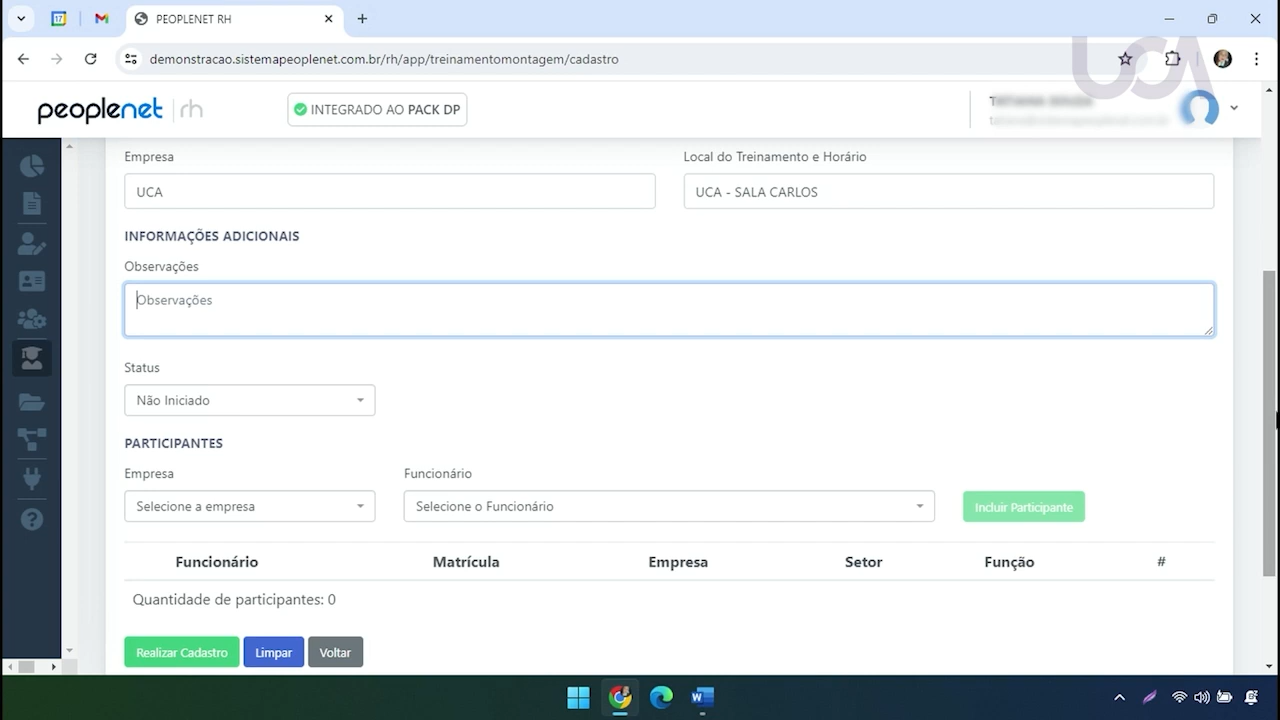 17
PEOPLENET RH
demonstracao.sistemapeoplenet.com.br/rh/app/treinamentomontagem/cadastro
UCA
peoplenet rh
INTEGRADO AO PACK DP
Empresa
Local do Treinamento e Horário
UCA
UCA - SALA CARLOS
INFORMAÇÕES ADICIONAIS
Observações
Observações
Status
Não Iniciado
PARTICIPANTES
Empresa
Funcionário
Selecione a empresa
Selecione o Funcionário
Incluir Participante
Funcionário Matrícula Empresa Setor Função #
Quantidade de participantes: 0
Realizar Cadastro
Limpar
Voltar